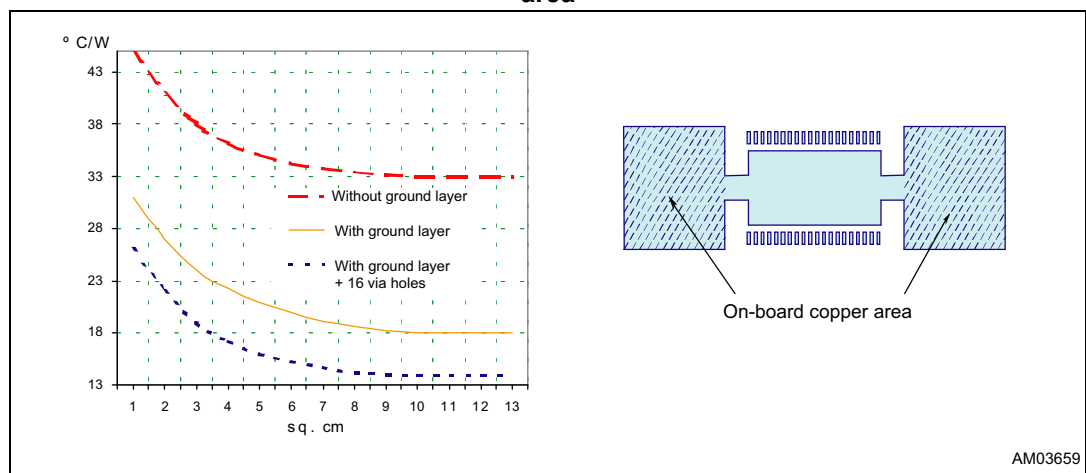 area
º C/W
43
38
33
28
23
18
13
1 2 3 4 5 6 7 8 9 10 11 12 13
sq. cm
Without ground layer
With ground layer
With ground layer
+ 16 via holes
On-board copper area
AM03659